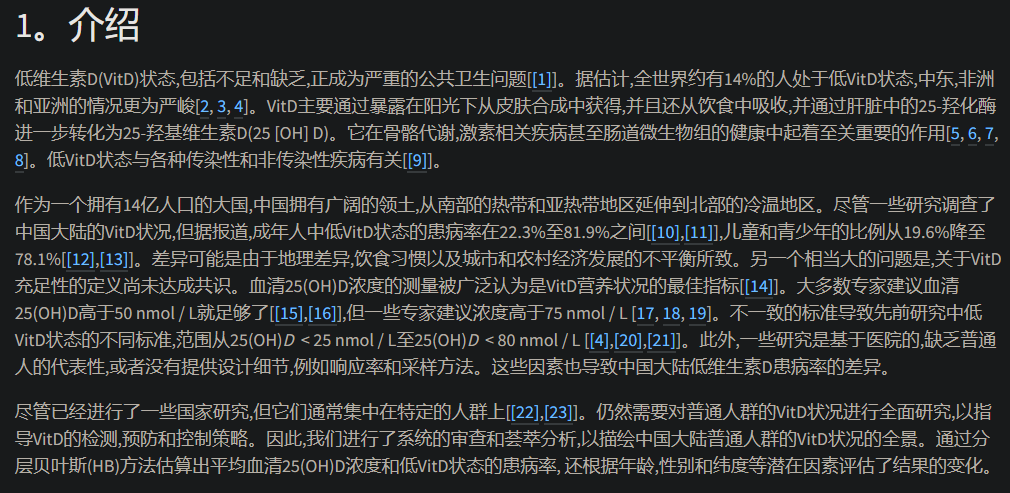 1。介绍
低维生素D(VitD)状态,包括不足和缺乏,正成为严重的公共卫生问题[[1]]。据估计,全世界约有14%的人处于低VitD状态,中东,非洲
和亚洲的情况更为严峻[2, 3, 4]。VitD主要通过暴露在阳光下从皮肤合成中获得,并且还从饮食中吸收,并通过肝脏中的25-羟化酶
进一步转化为25-羟基维生素D(25 [OH] D)。它在骨骼代谢,激素相关疾病甚至肠道微生物组的健康中起着至关重要的作用[5, 6, 7,
8]。低VitD状态与各种传染性和非传染性疾病有关[[9]]。
作为一个拥有14亿人口的大国,中国拥有广阔的领土,从南部的热带和亚热带地区延伸到北部的冷温地区。尽管一些研究调查了
中国大陆的VitD状况,但据报道,成年人中低VitD状态的患病率在22.3%至81.9%之间[[10],[11]],儿童和青少年的比例从19.6%降至
78.1%[[12],[13]]。差异可能是由于地理差异,饮食习惯以及城市和农村经济发展的不平衡所致。另一个相当大的问题是,关于VitD
充足性的定义尚未达成共识。血清25(OH)D浓度的测量被广泛认为是VitD营养状况的最佳指标[[14]]。大多数专家建议血清
25(OH)D高于50 nmol / L就足够了[[15],[16]],但一些专家建议浓度高于75 nmol / L [17, 18, 19]。不一致的标准导致先前研究中低
VitD状态的不同标准,范围从25(OH)D < 25 nmol / L至25(OH)D < 80 nmol / L [[4],[20],[21]]。此外,一些研究是基于医院的,缺乏普通
人的代表性,或者没有提供设计细节,例如响应率和采样方法。这些因素也导致中国大陆低维生素D患病率的差异。
尽管已经进行了一些国家研究,但它们通常集中在特定的人群上[[22],[23]]。仍然需要对普通人群的VitD状况进行全面研究,以指
导VitD的检测,预防和控制策略。因此,我们进行了系统的审查和荟萃分析,以描绘中国大陆普通人群的VitD状况的全景。通过分
层贝叶斯(HB)方法估算出平均血清25(OH)D浓度和低VitD状态的患病率, 还根据年龄,性别和纬度等潜在因素评估了结果的变化。